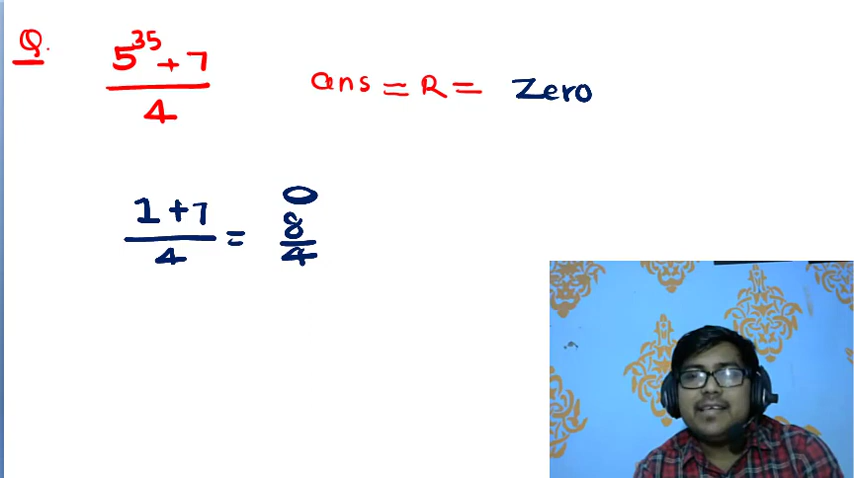 Q.
5^35 + 7
4
ans = R = Zero
1 + 7
4
=
0
8
4